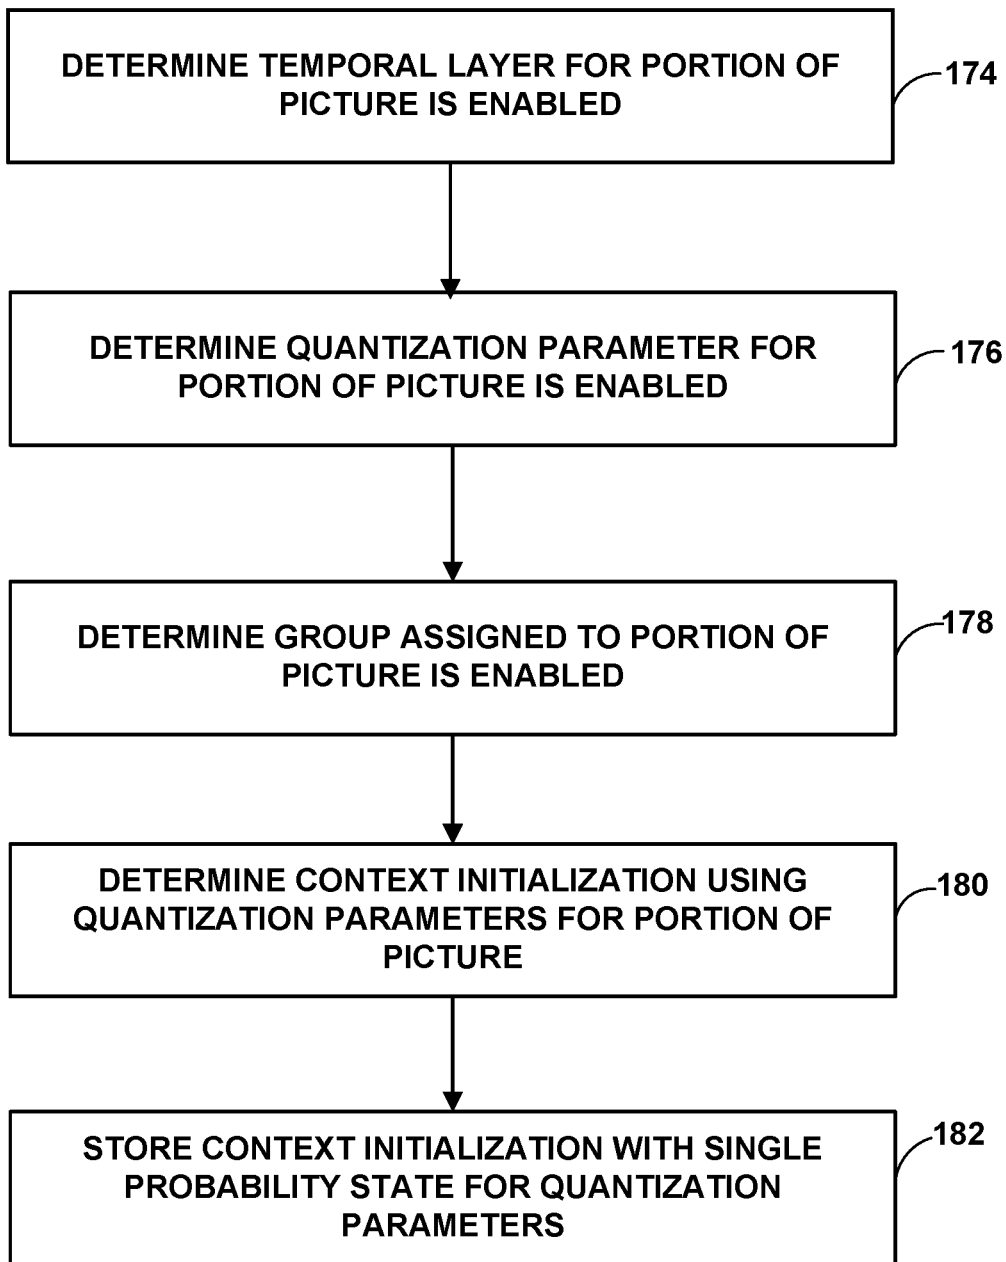 DETERMINE TEMPORAL LAYER FOR PORTION OF
PICTURE IS ENABLED
174
DETERMINE QUANTIZATION PARAMETER FOR
PORTION OF PICTURE IS ENABLED
176
DETERMINE GROUP ASSIGNED TO PORTION OF
PICTURE IS ENABLED
178
DETERMINE CONTEXT INITIALIZATION USING
QUANTIZATION PARAMETERS FOR PORTION OF
PICTURE
180
STORE CONTEXT INITIALIZATION WITH SINGLE
PROBABILITY STATE FOR QUANTIZATION
PARAMETERS
182